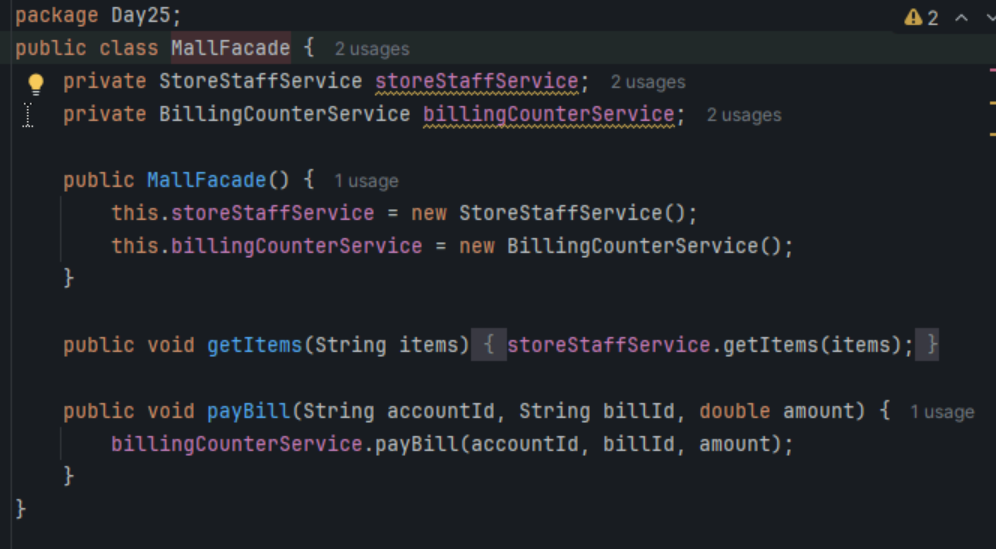 package Day25;
2
public class MallFacade { 2 usages
private StoreStaffService storeStaffService; 2 usages
private BillingCounterService billingCounterService; 2 usages
public MallFacade() { 1 usage
this.storeStaffService = new StoreStaffService();
this.billingCounterService = new BillingCounterService();
}
public void getItems(String items) { storeStaffService.getItems(items); }
public void payBill(String accountId, String billId, double amount) { 1 usage
billingCounterService.payBill(accountId, billId, amount);
}
}